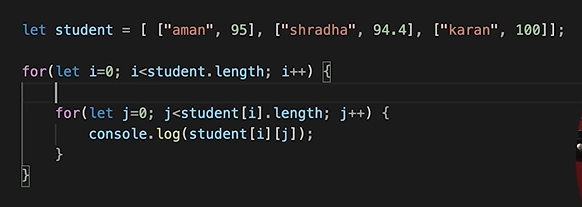 let student = [ ["aman", 95], ["shradha", 94.4], ["karan", 100]];
for(let i=0; i<student.length; i++) {
for(let j=0; j<student[i].length; j++) {
console.log(student[i][j]);
}
}